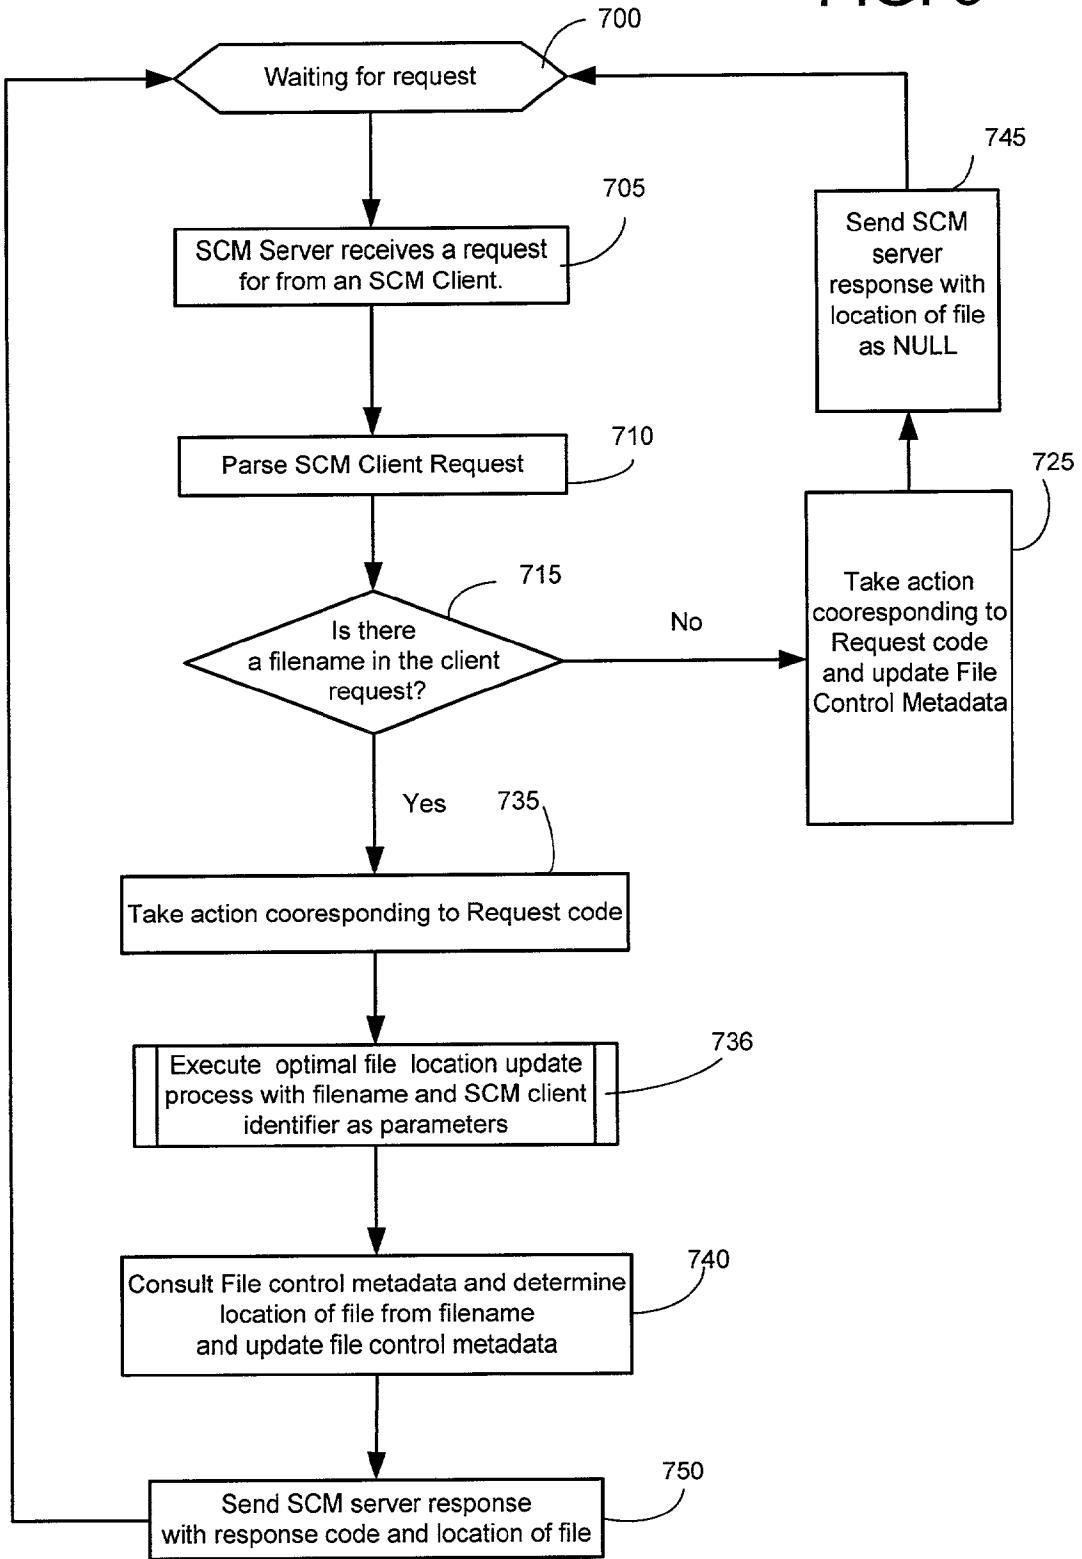 700
Waiting for request
745
705
Send SCM
server
response with
location of file
as NULL
SCM Server receives a request
for from an SCM Client.
710
Parse SCM Client Request
725
715
Take action
cooresponding to
Request code
and update File
Control Metadata
Is there
a filename in the client
request?
No
Yes
735
Take action cooresponding to Request code
736
Execute optimal file location update
process with filename and SCM client
identifier as parameters
740
Consult File control metadata and determine
location of file from filename
and update file control metadata
750
Send SCM server response
with response code and location of file